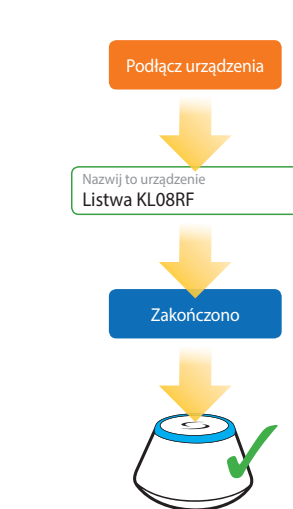 Podłącz urządzenia
Nazwij to urządzenie
Listwa KL08RF
Zakończono